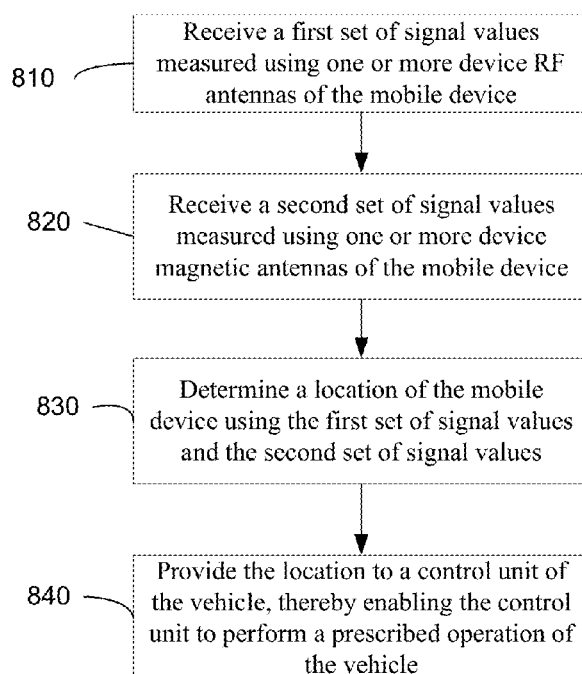 810
Receive a first set of signal values
measured using one or more device RF
antennas of the mobile device
820
Receive a second set of signal values
measured using one or more device
magnetic antennas of the mobile device
830
Determine a location of the mobile
device using the first set of signal values
and the second set of signal values
840
Provide the location to a control unit of
the vehicle, thereby enabling the control
unit to perform a prescribed operation of
the vehicle